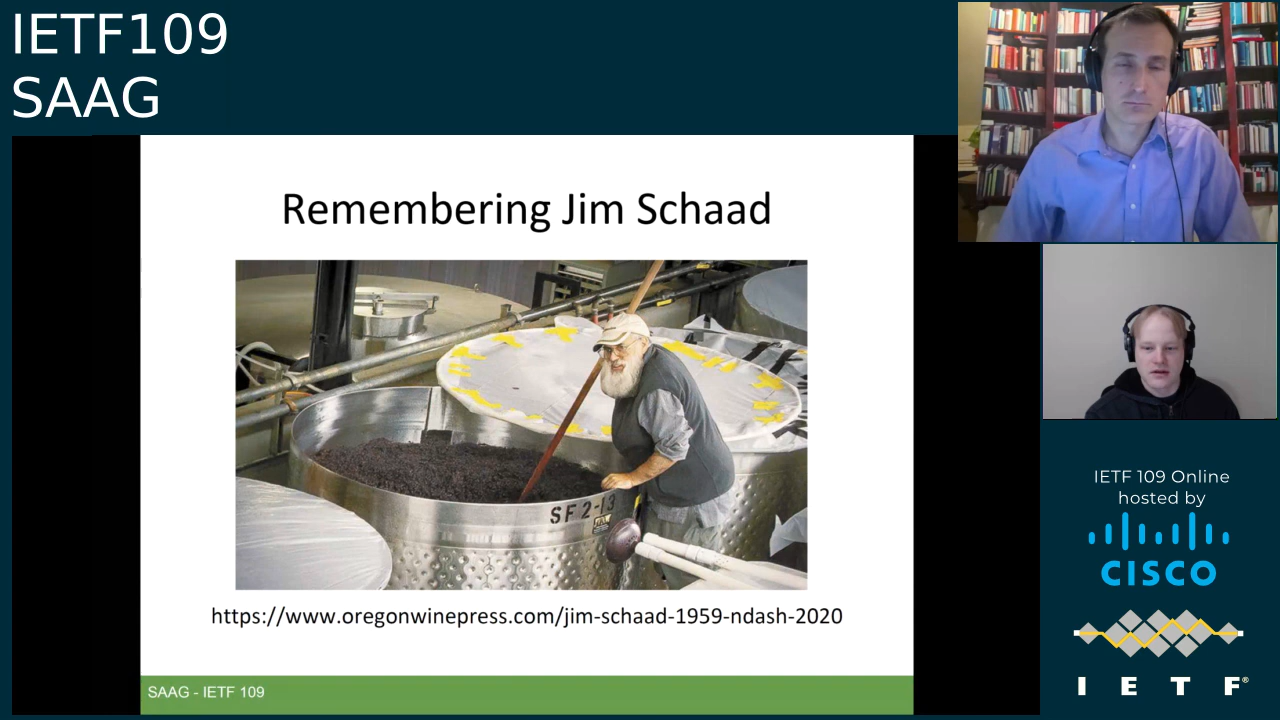 IETF109
SAAG
Remembering Jim Schaad
SF 2-13
https://www.oregonwinepress.com/jim-schaad-1959-ndash-2020
SAAG - IETF 109
IETF 109 Online
hosted by
CISCO
I E T F®